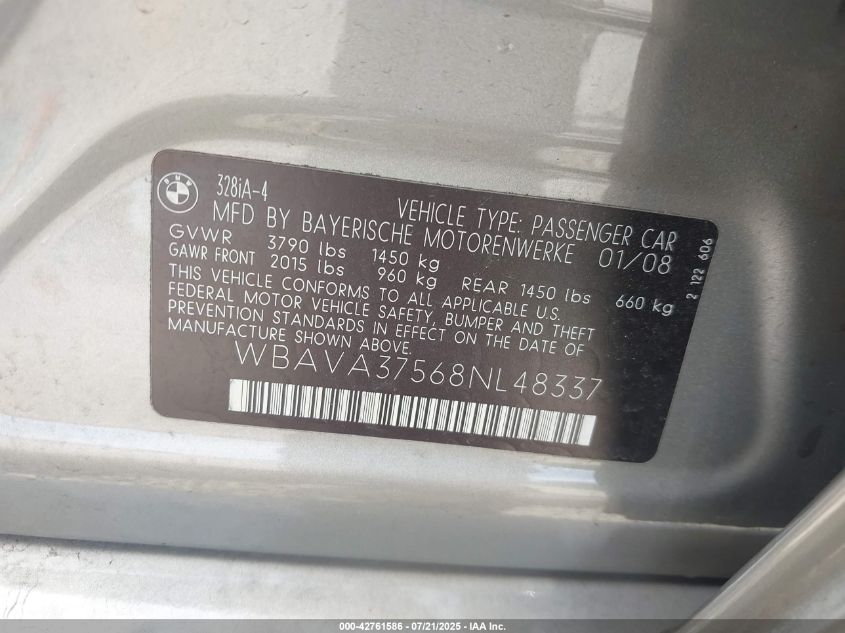 BMW
328iA-4
VEHICLE TYPE: PASSENGER CAR
MFD BY BAYERISCHE MOTORENWERKE 01/08
GVWR 3790 lbs 1450 kg
GAWR FRONT 2015 lbs 960 kg REAR 1450 lbs 660 kg
THIS VEHICLE CONFORMS TO ALL APPLICABLE U.S.
FEDERAL MOTOR VEHICLE SAFETY, BUMPER AND THEFT
PREVENTION STANDARDS IN EFFECT ON THE DATE OF
MANUFACTURE SHOWN ABOVE.
WBAVA37568NL48337
2 122 606
000-42761586 - 07/21/2025 - IAA Inc.